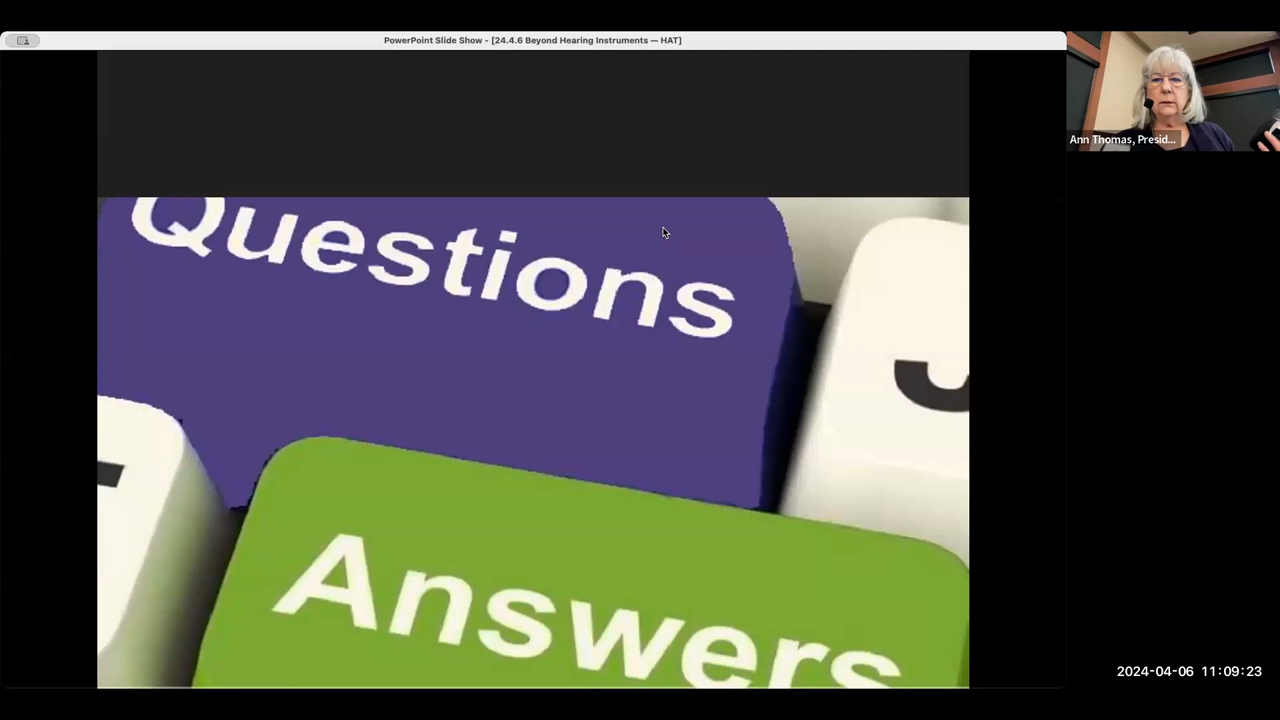 PowerPoint Slide Show - [24.4.6 Beyond Hearing Instruments — HAT]
Ann Thomas, Presid...
Questions
J
Answers
2024-04-06 11:09:23